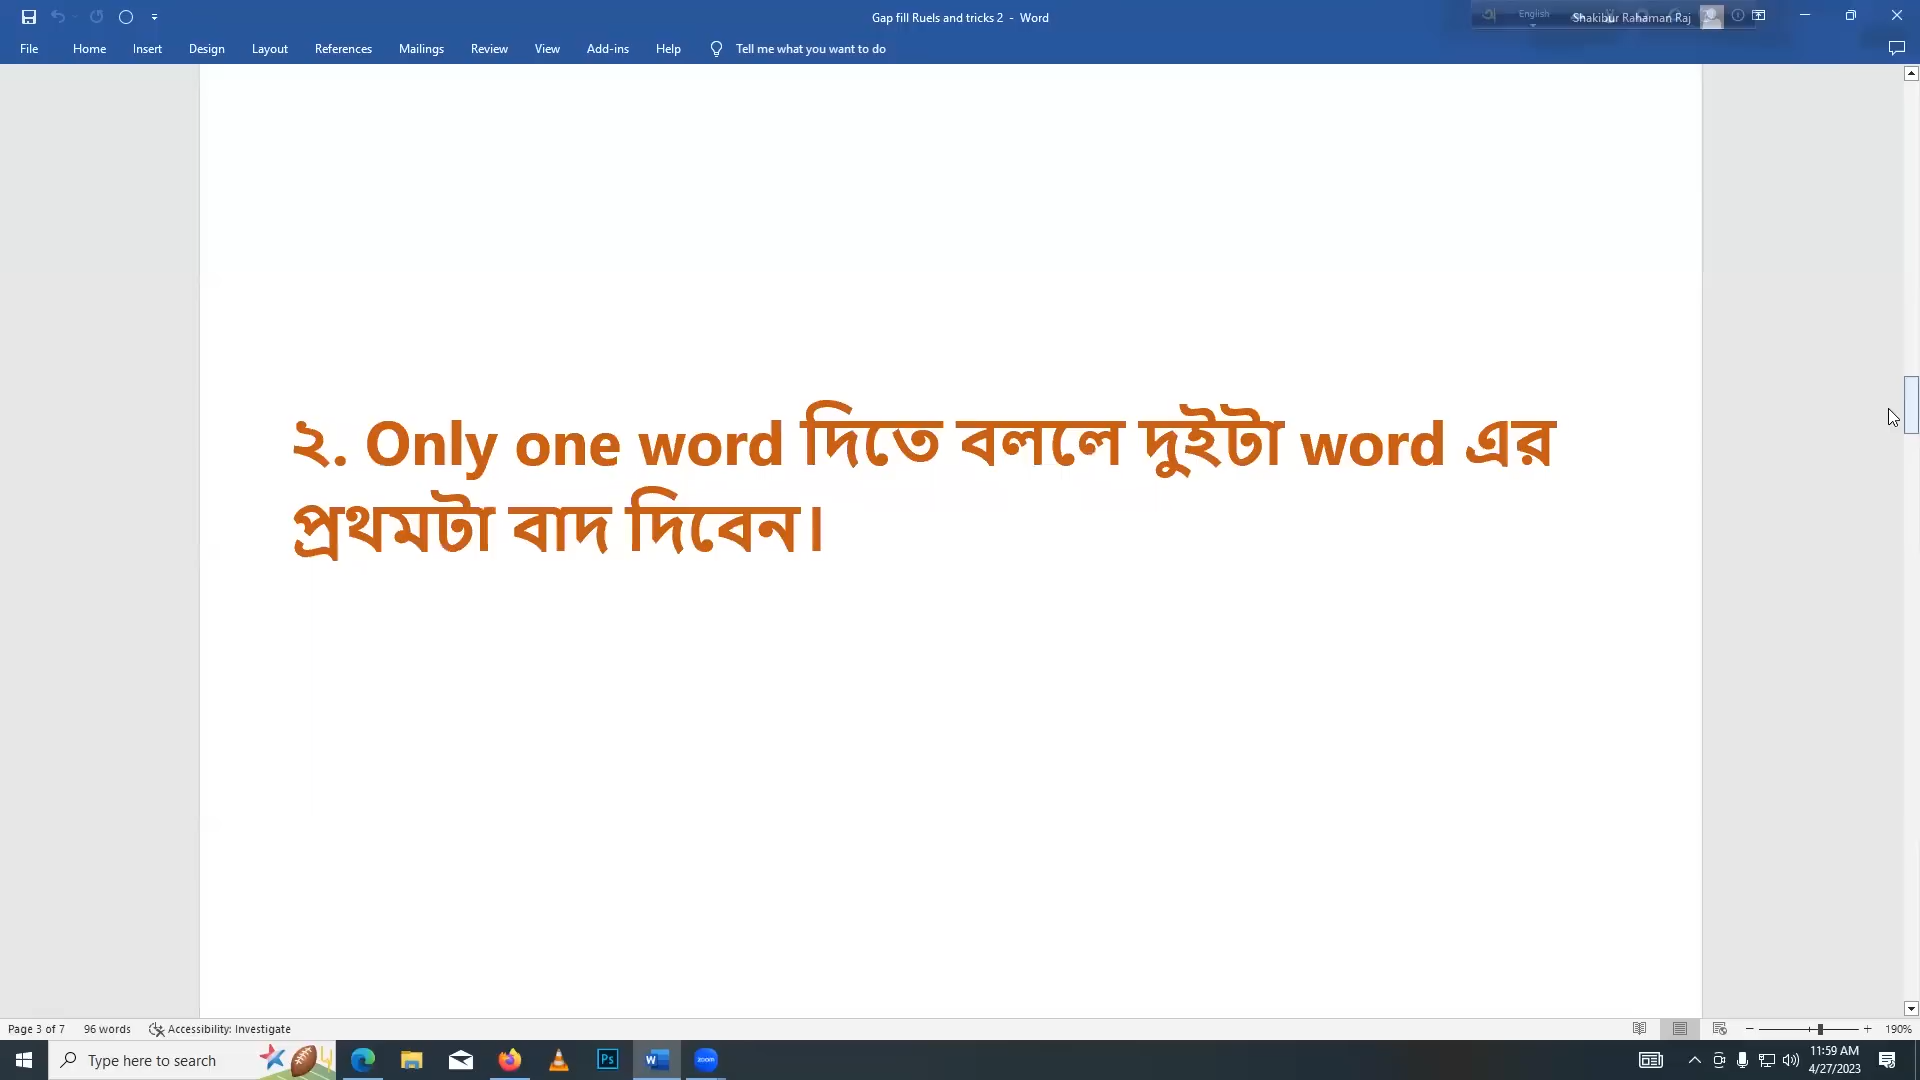 Gap fill Ruels and tricks 2 - Word
English
Shakibur Rahaman Raj
File Home Insert Design Layout References Mailings Review View Add-ins Help Tell me what you want to do
২. Only one word দিতে বললে দুইটা word এর
প্রথমটা বাদ দিবেন।
Page 3 of 7 96 words Accessibility: Investigate 190%
Type here to search Ps zoom 11:59 AM
4/27/2023